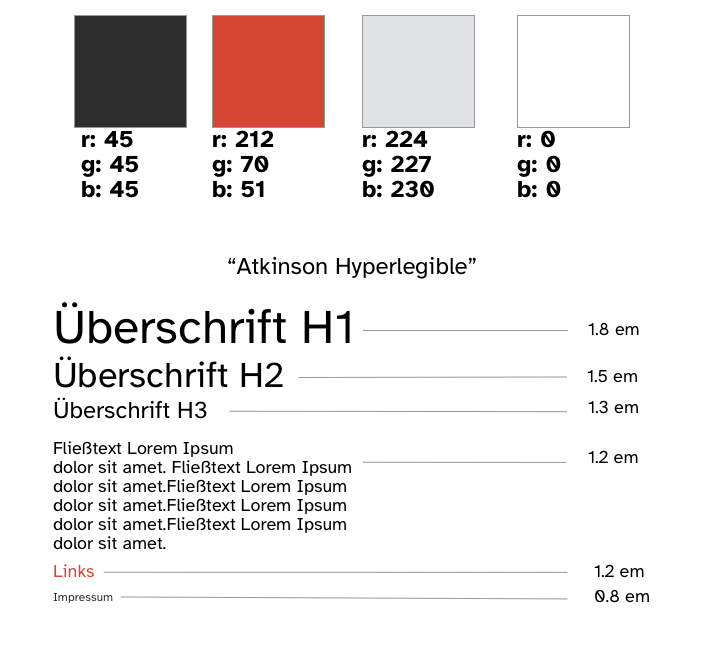 r: 45
g: 45
b: 45
r: 212
g: 70
b: 51
r: 224
g: 227
b: 230
r: 0
g: 0
b: 0
“Atkinson Hyperlegible”
Überschrift H1 1.8 em
Überschrift H2 1.5 em
Überschrift H3 1.3 em
Fließtext Lorem Ipsum
dolor sit amet. Fließtext Lorem Ipsum 1.2 em
dolor sit amet.Fließtext Lorem Ipsum
dolor sit amet.Fließtext Lorem Ipsum
dolor sit amet.Fließtext Lorem Ipsum
dolor sit amet.
Links 1.2 em
Impressum 0.8 em